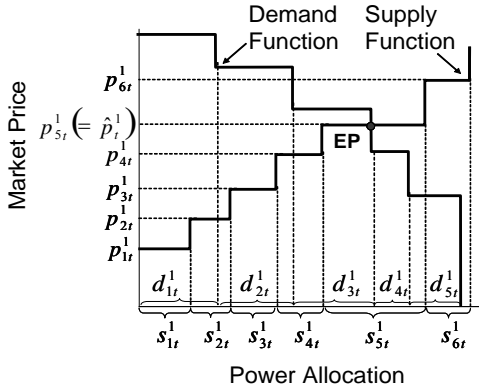 Demand Function
Supply Function
Market Price
p^1_{6t}
p^1_{5t}(= \hat{p}^1_t)
p^1_{4t}
p^1_{3t}
p^1_{2t}
p^1_{1t}
EP
d^1_{1t} d^1_{2t} d^1_{3t} d^1_{4t} d^1_{5t}
s^1_{1t} s^1_{2t} s^1_{3t} s^1_{4t} s^1_{5t} s^1_{6t}
Power Allocation